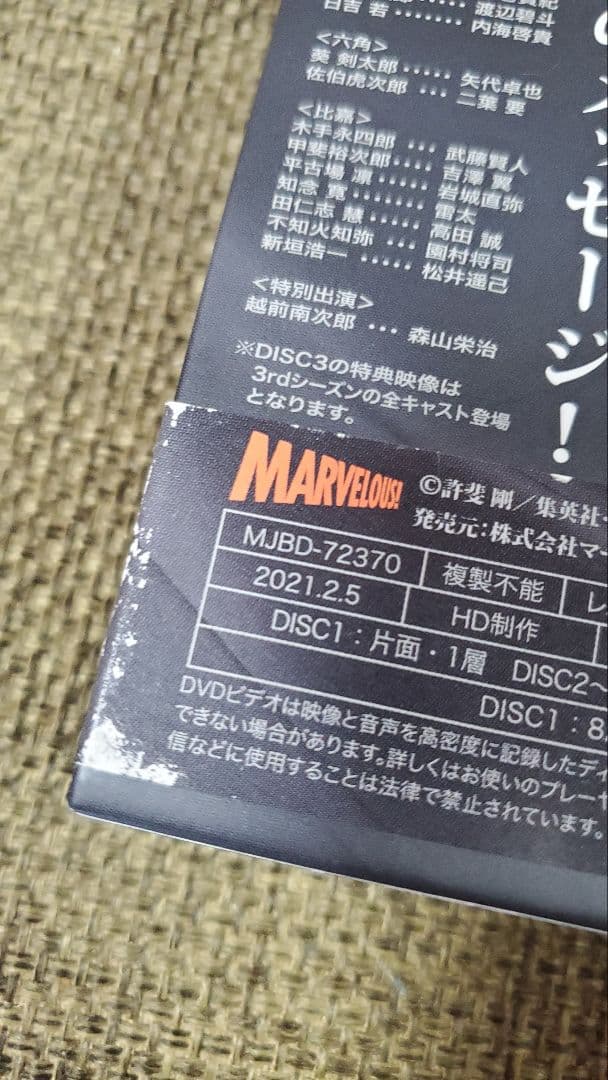 日吉 若‥‥‥ 内海啓貴
渡辺碧斗
<六角>
葵 剣太郎‥‥‥ 矢代卓也
佐伯虎次郎 ‥‥ 二葉 要
<比嘉>
木手永四郎 ‥‥ 武藤賢人
甲斐裕次郎‥‥‥ 吉澤 翼
平古場 凛‥‥‥ 岩城直弥
知念 寛‥‥‥ 雷太
田仁志 慧‥‥‥ 高田 誠
不知火知弥 ‥‥ 園村将司
新垣浩一 ‥‥‥ 松井遥己
<特別出演>
越前南次郎 ‥‥ 森山栄治
※DISC3の特典映像は
3rdシーズンの全キャスト登場
となります。
メッセージ!
MARVELOUS!
©許斐 剛/集英社・
発売元:株式会社マ
MJBD-72370
複製不能
レ
2021.2.5
HD制作
DISC1:片面・1層 DISC2~
DISC1:8
DVDビデオは映像と音声を高密度に記録したディ
できない場合があります。詳しくはお使いのプレーヤ
信などに使用することは法律で禁止されています。